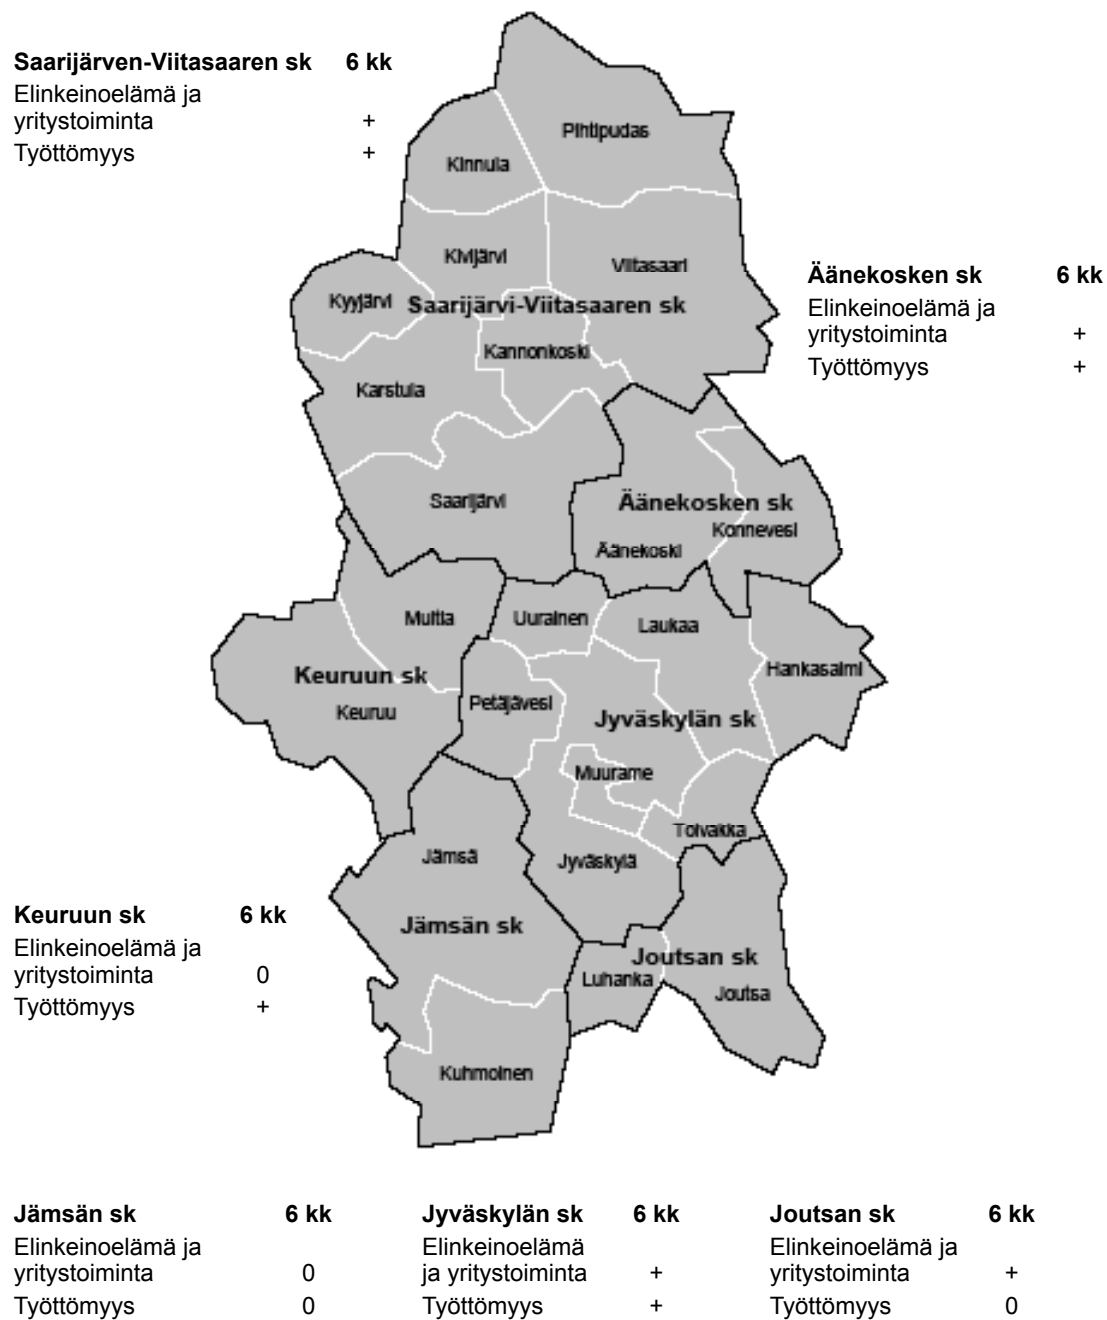 Saarijärven-Viitasaaren sk 6 kk
Elinkeinoelämä ja
yritystoiminta +
Työttömyys +
Pihtipudas
Kinnula
Kivijärvi
Viitasaari
Äänekosken sk 6 kk
Elinkeinoelämä ja
yritystoiminta +
Työttömyys +
Kyyjärvi
Saarijärvi-Viitasaaren sk
Kannonkoski
Karstula
Saarijärvi
Äänekosken sk
Konnevesi
Äänekoski
Multia
Uurainen
Laukaa
Hankasalmi
Keuruun sk
Keuruu
Petäjävesi
Jyväskylän sk
Muurame
Toivakka
Jämsä
Jyväskylä
Keuruun sk 6 kk
Elinkeinoelämä ja
yritystoiminta 0
Työttömyys +
Jämsän sk
Joutsan sk
Luhanka
Joutsa
Kuhmoinen
Jämsän sk 6 kk
Elinkeinoelämä ja
yritystoiminta 0
Työttömyys 0
Jyväskylän sk 6 kk
Elinkeinoelämä
ja yritystoiminta +
Työttömyys +
Joutsan sk 6 kk
Elinkeinoelämä ja
yritystoiminta +
Työttömyys 0